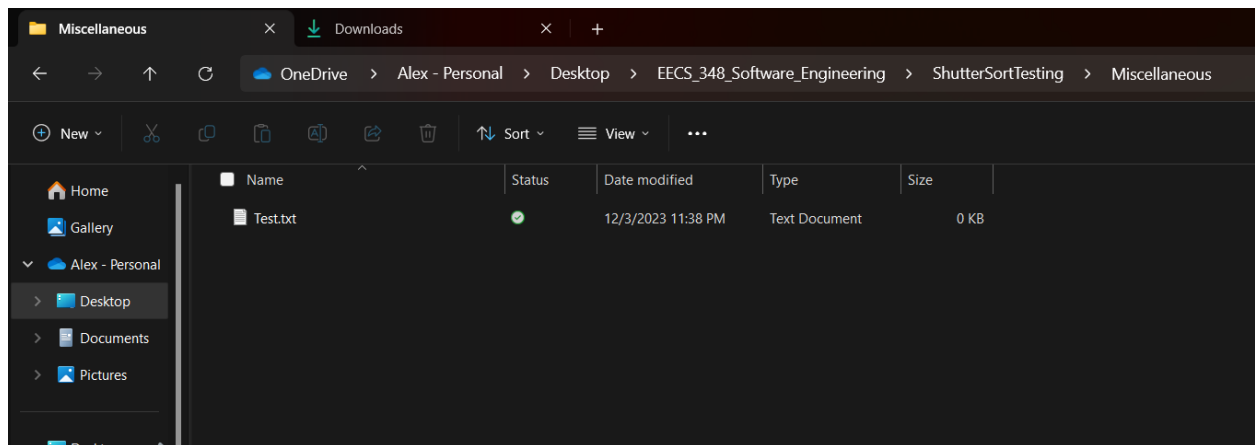 Miscellaneous
Downloads
OneDrive > Alex - Personal > Desktop > EECS_348_Software_Engineering > ShutterSortTesting > Miscellaneous
New Sort View
Name Status Date modified Type Size
Test.txt 12/3/2023 11:38 PM Text Document 0 KB
Home
Gallery
Alex - Personal
Desktop
Documents
Pictures